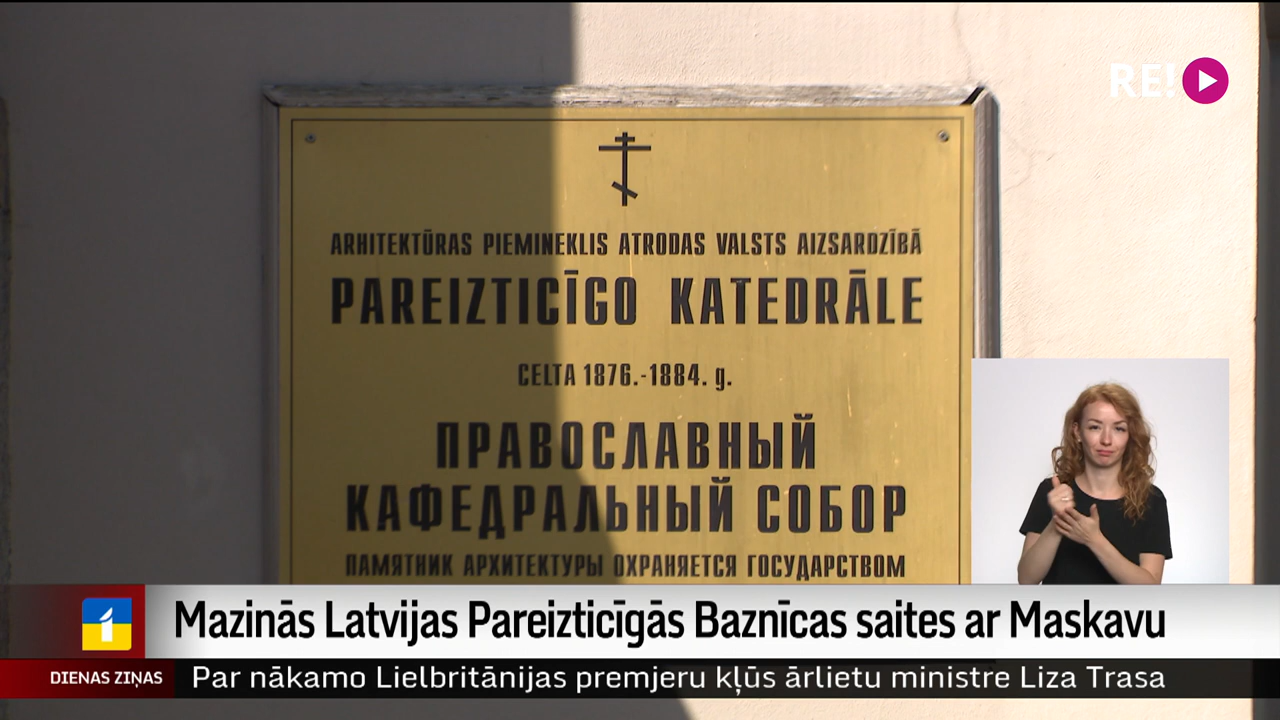 RE!
ARHITEKTŪRAS PIEMINEKLIS ATRODAS VALSTS AIZSARDZĪBĀ
PAREIZTICĪGO KATEDRĀLE
CELTA 1876.-1884. g.
ПРАВОСЛАВНЫЙ
КАФЕДРАЛЬНЫЙ СОБОР
ПАМЯТНИК АРХИТЕКТУРЫ ОХРАНЯЕТСЯ ГОСУДАРСТВОМ
1
Mazinās Latvijas Pareizticīgās Baznīcas saites ar Maskavu
DIENAS ZIŅAS
Par nākamo Lielbritānijas premjeru kļūs ārlietu ministre Liza Trasa